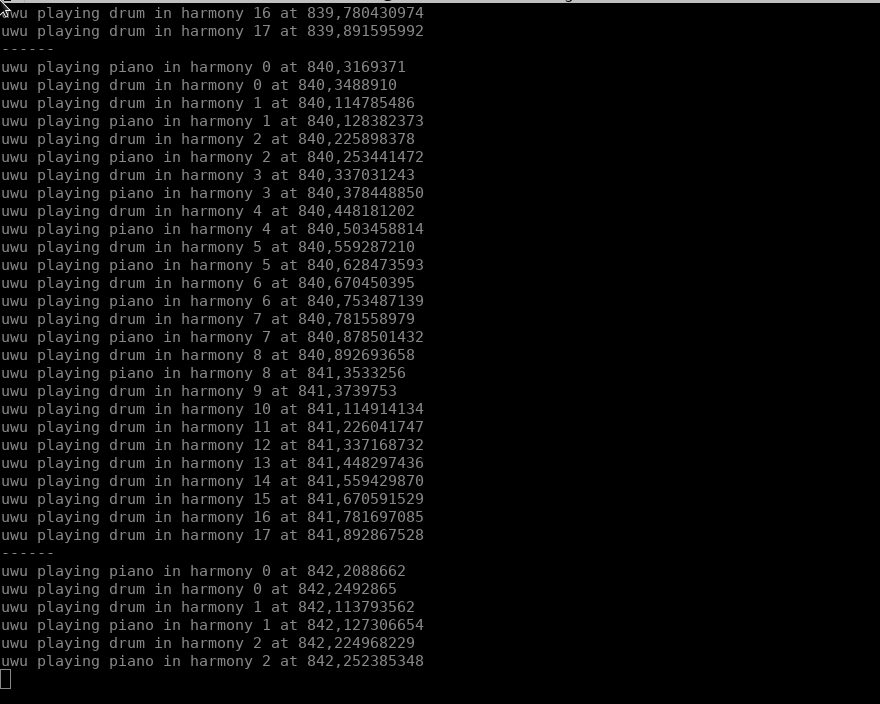 uwu playing drum in harmony 16 at 839,780430974
uwu playing drum in harmony 17 at 839,891595992
------
uwu playing piano in harmony 0 at 840,3169371
uwu playing drum in harmony 0 at 840,3488910
uwu playing drum in harmony 1 at 840,114785486
uwu playing piano in harmony 1 at 840,128382373
uwu playing drum in harmony 2 at 840,225898378
uwu playing piano in harmony 2 at 840,253441472
uwu playing drum in harmony 3 at 840,337031243
uwu playing piano in harmony 3 at 840,378448850
uwu playing drum in harmony 4 at 840,448181202
uwu playing piano in harmony 4 at 840,503458814
uwu playing drum in harmony 5 at 840,559287210
uwu playing piano in harmony 5 at 840,628473593
uwu playing drum in harmony 6 at 840,670450395
uwu playing piano in harmony 6 at 840,753487139
uwu playing drum in harmony 7 at 840,781558979
uwu playing piano in harmony 7 at 840,878501432
uwu playing drum in harmony 8 at 840,892693658
uwu playing piano in harmony 8 at 841,3533256
uwu playing drum in harmony 9 at 841,3739753
uwu playing drum in harmony 10 at 841,114914134
uwu playing drum in harmony 11 at 841,226041747
uwu playing drum in harmony 12 at 841,337168732
uwu playing drum in harmony 13 at 841,448297436
uwu playing drum in harmony 14 at 841,559429870
uwu playing drum in harmony 15 at 841,670591529
uwu playing drum in harmony 16 at 841,781697085
uwu playing drum in harmony 17 at 841,892867528
------
uwu playing piano in harmony 0 at 842,2088662
uwu playing drum in harmony 0 at 842,2492865
uwu playing drum in harmony 1 at 842,113793562
uwu playing piano in harmony 1 at 842,127306654
uwu playing drum in harmony 2 at 842,224968229
uwu playing piano in harmony 2 at 842,252385348